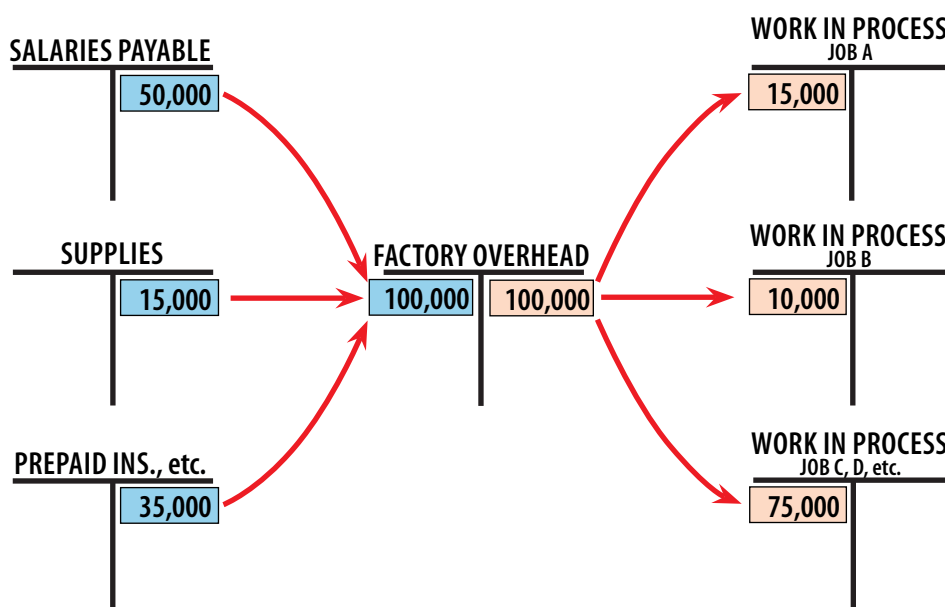 SALARIES PAYABLE
50,000
SUPPLIES
15,000
PREPAID INS., etc.
35,000
FACTORY OVERHEAD
100,000 100,000
WORK IN PROCESS
JOB A
15,000
WORK IN PROCESS
JOB B
10,000
WORK IN PROCESS
JOB C, D, etc.
75,000